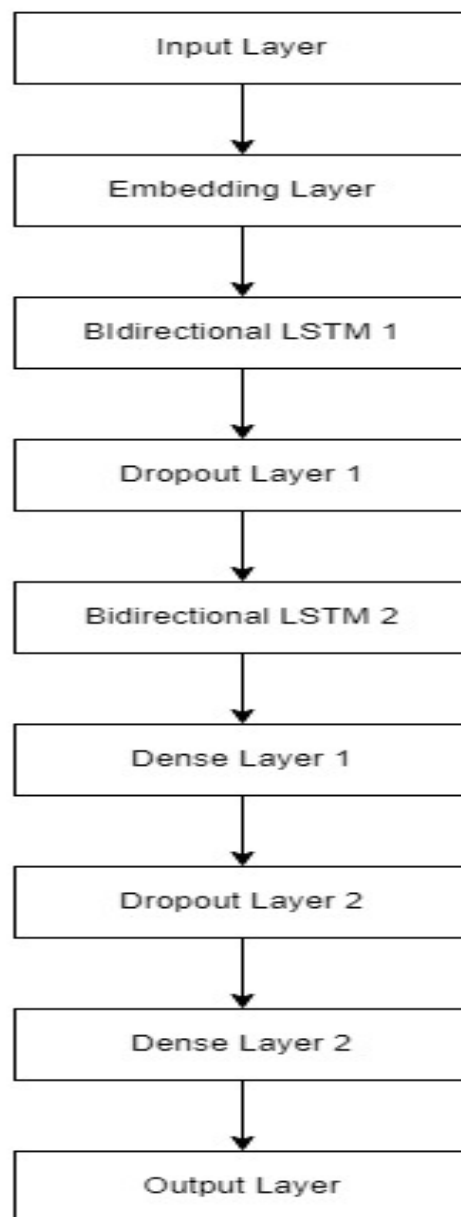 Input Layer
Embedding Layer
BIdirectional LSTM 1
Dropout Layer 1
Bidirectional LSTM 2
Dense Layer 1
Dropout Layer 2
Dense Layer 2
Output Layer